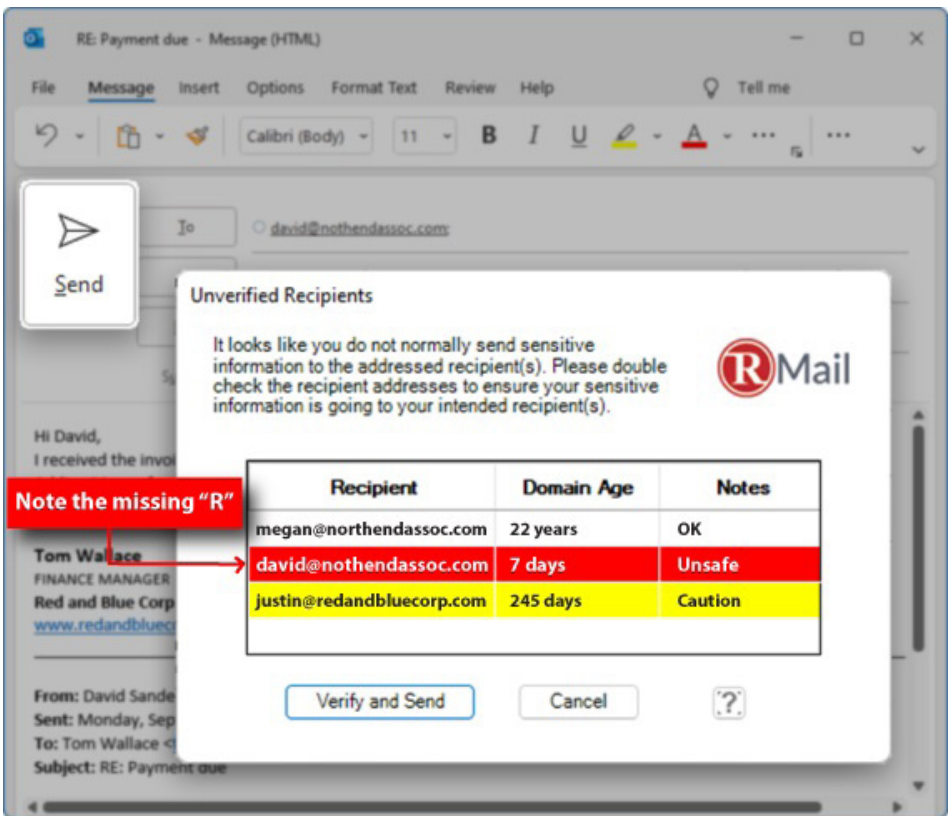 RE: Payment due - Message (HTML)
File Message Insert Options Format Text Review Help Tell me
Calibri (Body) 11 B I U A
To david@nothendassoc.com;
Send
Unverified Recipients
It looks like you do not normally send sensitive
information to the addressed recipient(s). Please double
check the recipient addresses to ensure your sensitive
information is going to your intended recipient(s).
RMail
Hi David,
I received the invoi
Note the missing “R”
Recipient Domain Age Notes
megan@northendassoc.com 22 years OK
david@nothendassoc.com 7 days Unsafe
justin@redandbluecorp.com 245 days Caution
Tom Wallace
FINANCE MANAGER
Red and Blue Corp
www.redandbluec
Verify and Send Cancel ?
From: David Sande
Sent: Monday, Sep
To: Tom Wallace <
Subject: RE: Payment due